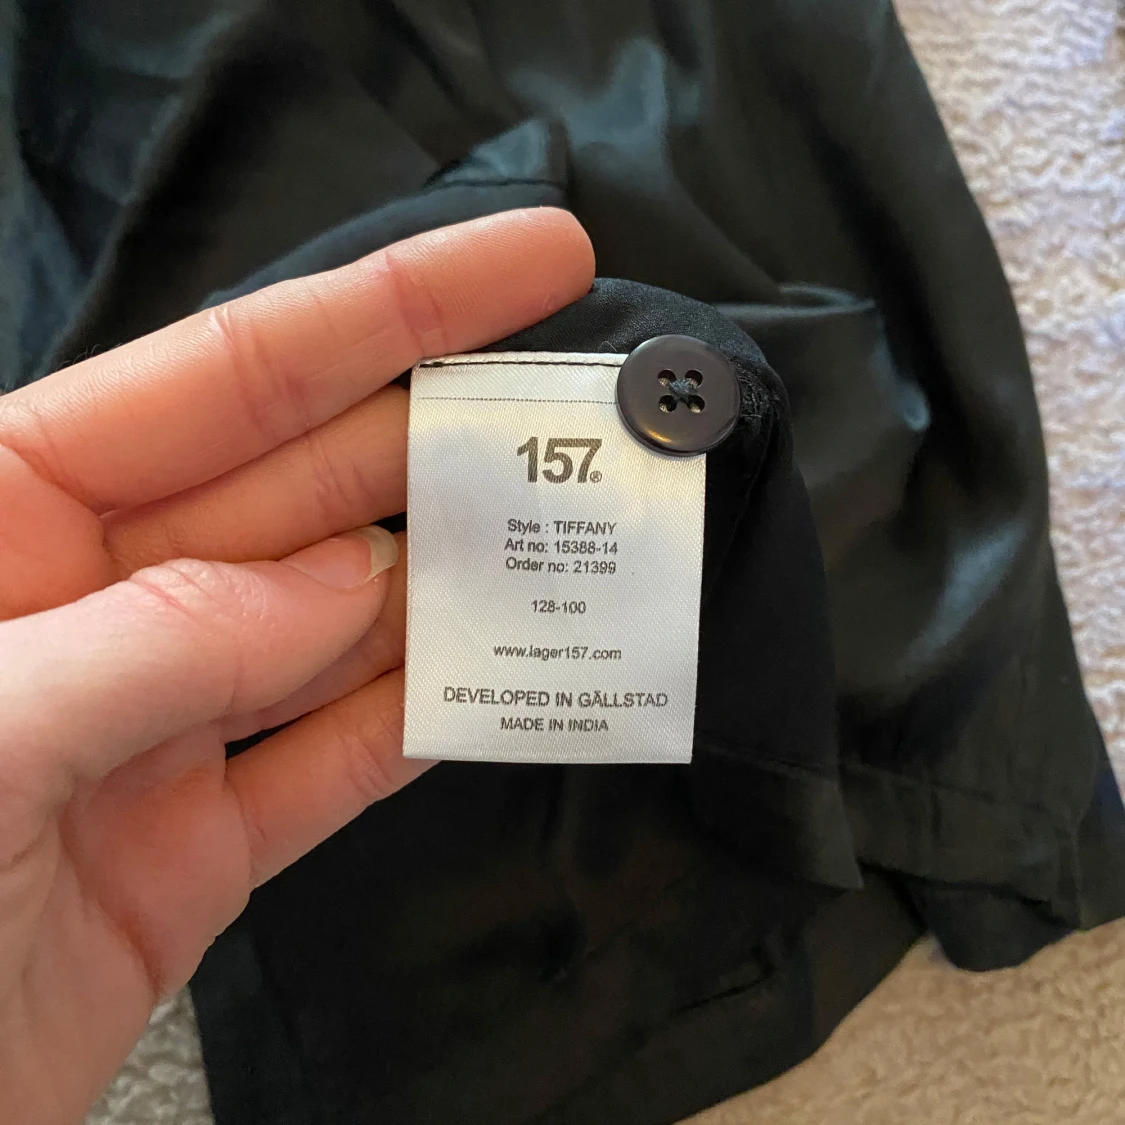 157®
Style : TIFFANY
Art no: 15388-14
Order no: 21399
128-100
www.lager157.com
DEVELOPED IN GÄLLSTAD
MADE IN INDIA